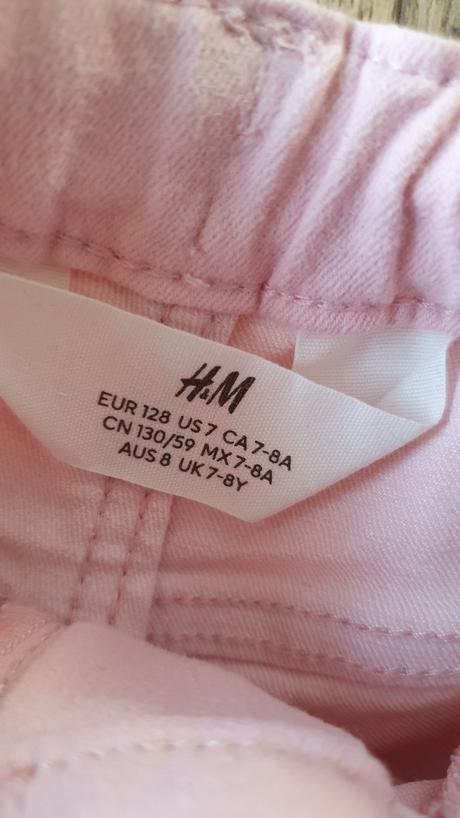 H&M
EUR 128 US 7 CA 7-8A
CN 130/59 MX 7-8A
AUS 8 UK 7-8Y